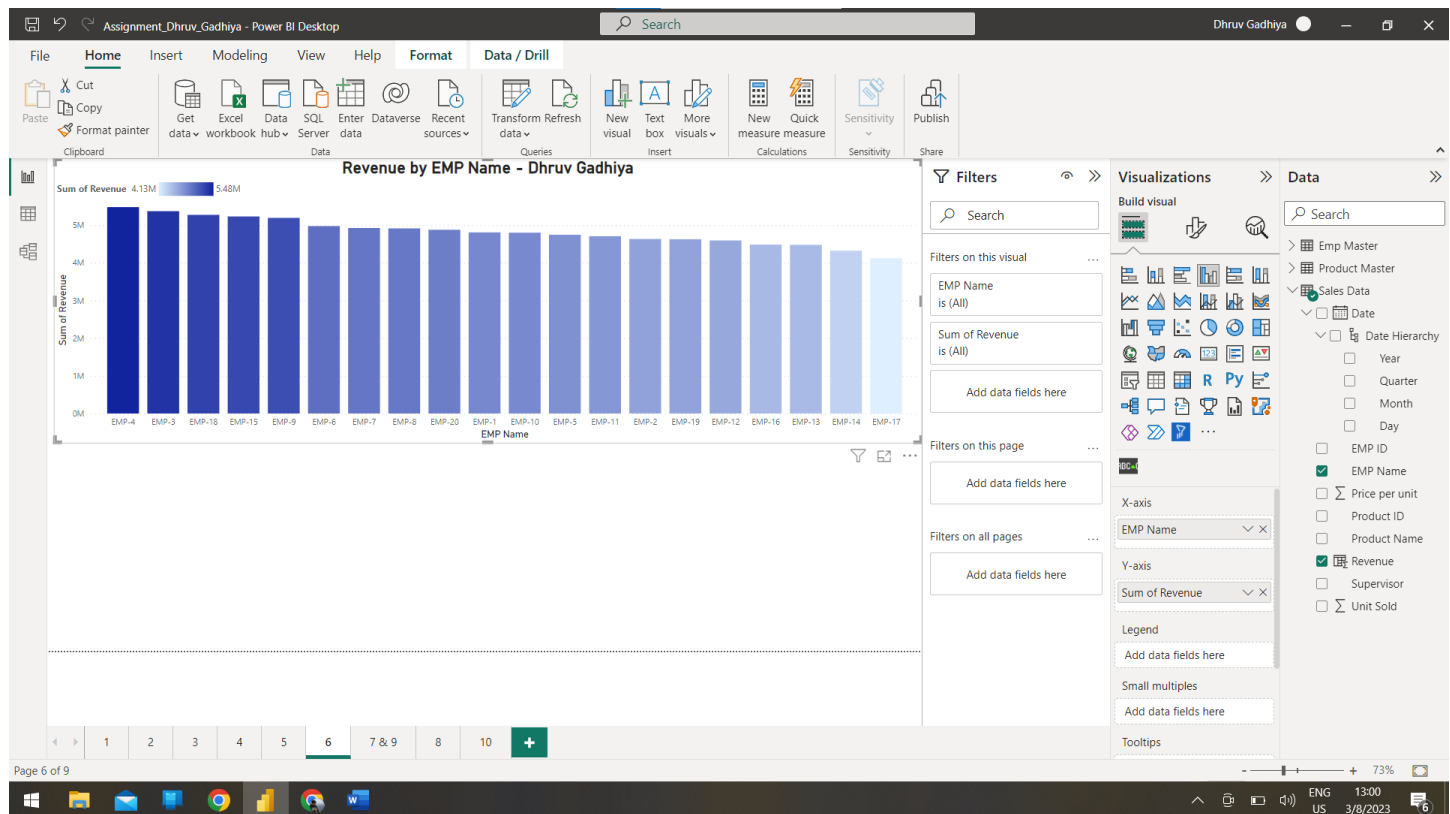 Assignment_Dhruv_Gadhiya - Power BI Desktop
Search
Dhruv Gadhiya
File
Home
Insert
Modeling
View
Help
Format
Data / Drill
Paste
Cut
Copy
Format painter
Clipboard
Get data
Excel workbook
Data hub
SQL Server
Enter data
Dataverse
Recent sources
Data
Transform data
Refresh
Queries
New visual
Text box
More visuals
Insert
New measure
Quick measure
Calculations
Sensitivity
Sensitivity
Publish
Share
Revenue by EMP Name - Dhruv Gadhiya
Sum of Revenue 4.13M 5.48M
Sum of Revenue
5M
4M
3M
2M
1M
0M
EMP-4 EMP-3 EMP-18 EMP-15 EMP-9 EMP-6 EMP-7 EMP-8 EMP-20 EMP-1 EMP-10 EMP-5 EMP-11 EMP-2 EMP-19 EMP-12 EMP-16 EMP-13 EMP-14 EMP-17
EMP Name
Filters
Search
Filters on this visual ...
EMP Name
is (All)
Sum of Revenue
is (All)
Add data fields here
Filters on this page ...
Add data fields here
Filters on all pages ...
Add data fields here
Visualizations
Build visual
123
R
Py
...
X-axis
EMP Name
Y-axis
Sum of Revenue
Legend
Add data fields here
Small multiples
Add data fields here
Tooltips
Data
Search
Emp Master
Product Master
Sales Data
Date
Date Hierarchy
Year
Quarter
Month
Day
EMP ID
EMP Name
Σ Price per unit
Product ID
Product Name
Revenue
Supervisor
Σ Unit Sold
1 2 3 4 5 6 7 & 9 8 10 +
Page 6 of 9
- + 73%
ENG
US
13:00
3/8/2023
6